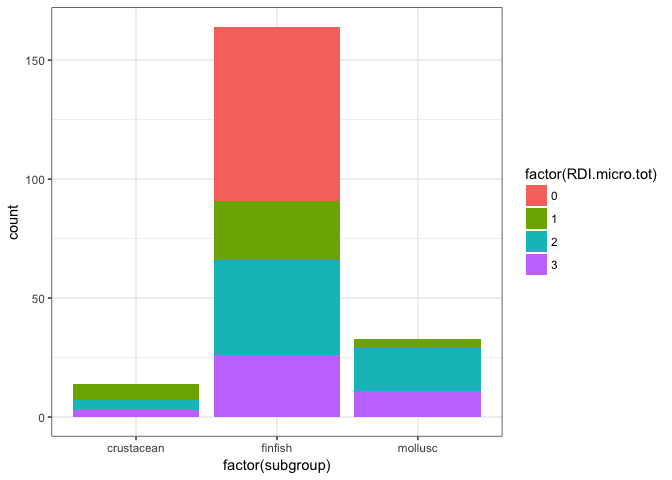 count
150
100
50
0
crustacean finfish mollusc
factor(subgroup)
factor(RDI.micro.tot)
0
1
2
3